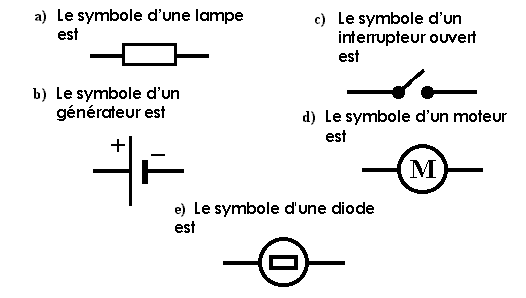 a) Le symbole d'une lampe
est
c) Le symbole d'un
interrupteur ouvert
est
b) Le symbole d'un
générateur est
+ −
d) Le symbole d'un moteur
est
M
e) Le symbole d'une diode
est